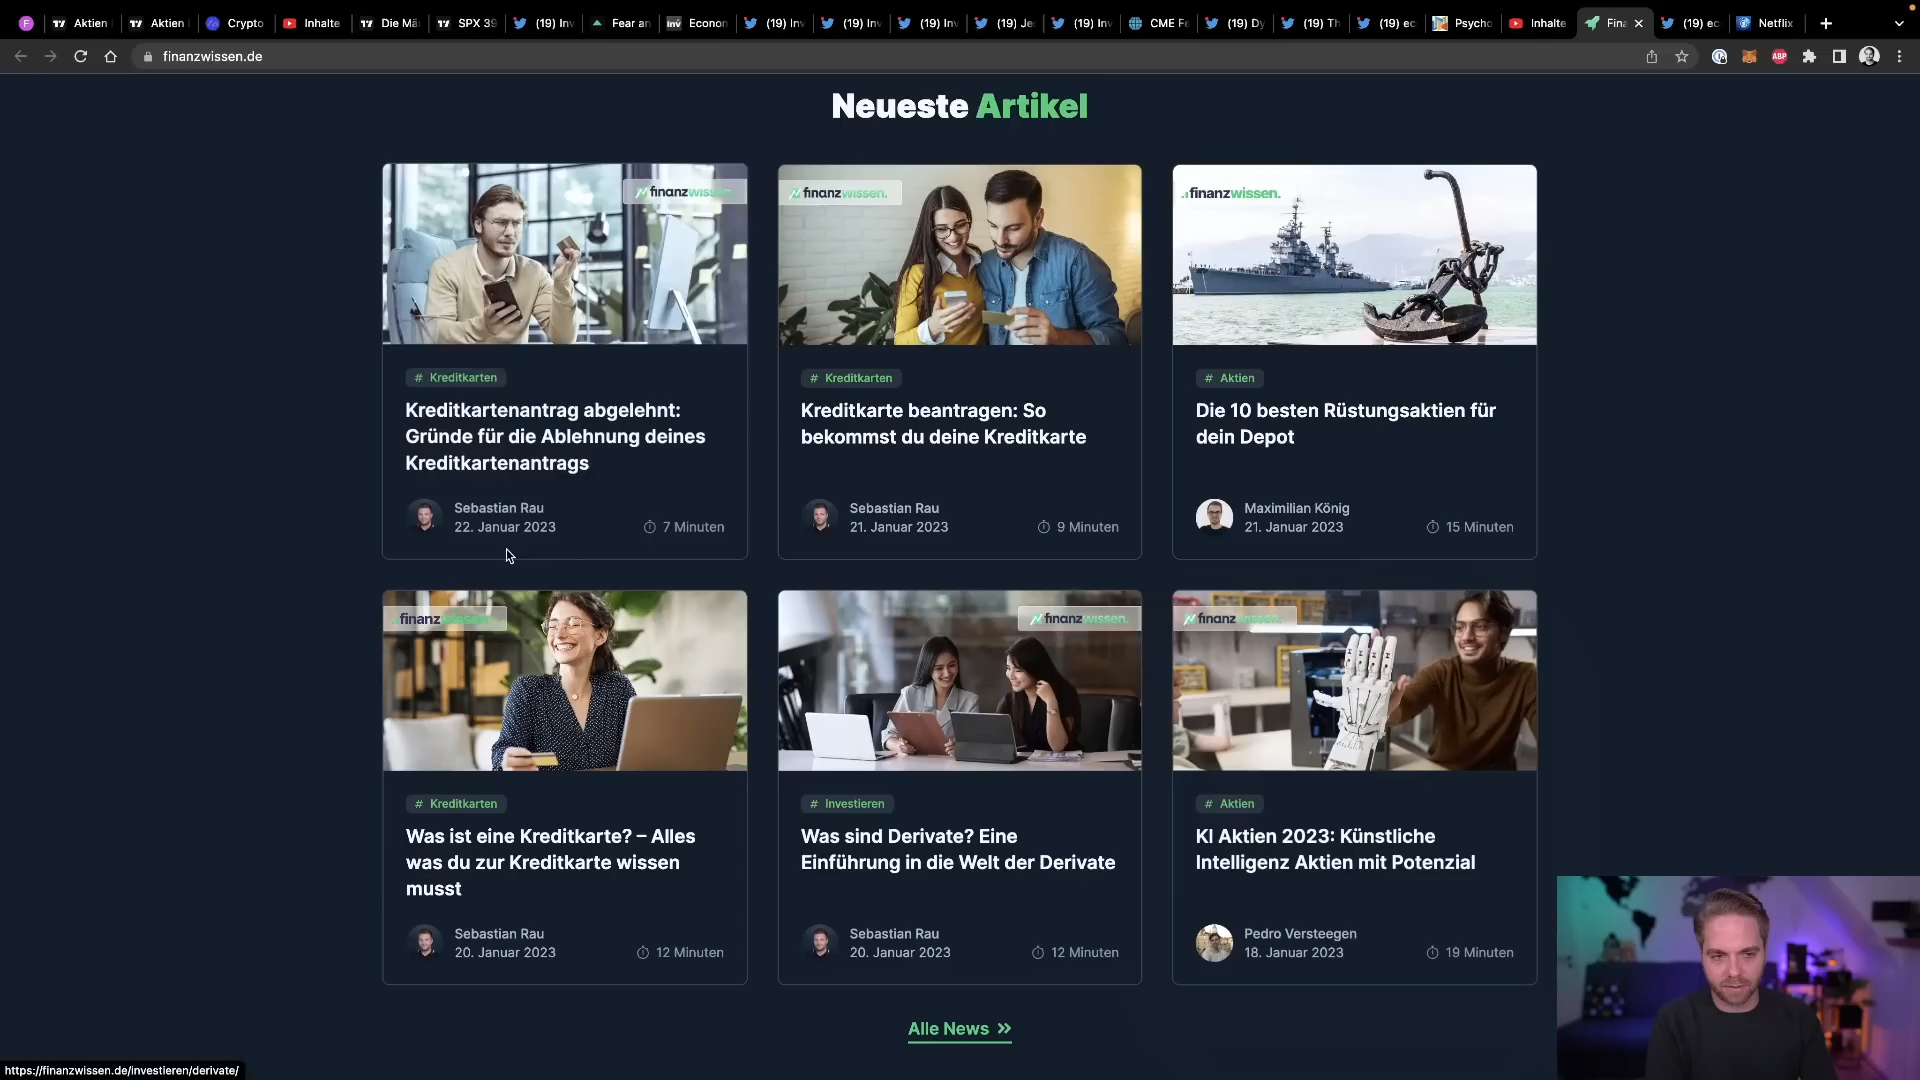 F
Aktien
Aktien
Crypto
Inhalte
Die Mä
SPX 39
(19) Inv
Fear an
inv Econon
(19) Inv
(19) Inv
(19) Inv
(19) Je
(19) Inv
CME Fe
(19) Dy
(19) Th
(19) ec
Psycho
Inhalte
Fina
(19) ec
Netflix
finanzwissen.de
ABP
Neueste Artikel
finanzwissen.
finanzwissen.
finanzwissen.
# Kreditkarten
Kreditkartenantrag abgelehnt:
Gründe für die Ablehnung deines
Kreditkartenantrags
Sebastian Rau
22. Januar 2023
7 Minuten
# Kreditkarten
Kreditkarte beantragen: So
bekommst du deine Kreditkarte
Sebastian Rau
21. Januar 2023
9 Minuten
# Aktien
Die 10 besten Rüstungsaktien für
dein Depot
Maximilian König
21. Januar 2023
15 Minuten
finanzwissen.
finanzwissen.
finanzwissen.
# Kreditkarten
Was ist eine Kreditkarte? – Alles
was du zur Kreditkarte wissen
musst
Sebastian Rau
20. Januar 2023
12 Minuten
# Investieren
Was sind Derivate? Eine
Einführung in die Welt der Derivate
Sebastian Rau
20. Januar 2023
12 Minuten
# Aktien
KI Aktien 2023: Künstliche
Intelligenz Aktien mit Potenzial
Pedro Versteegen
18. Januar 2023
19 Minuten
Alle News »
https://finanzwissen.de/investieren/derivate/